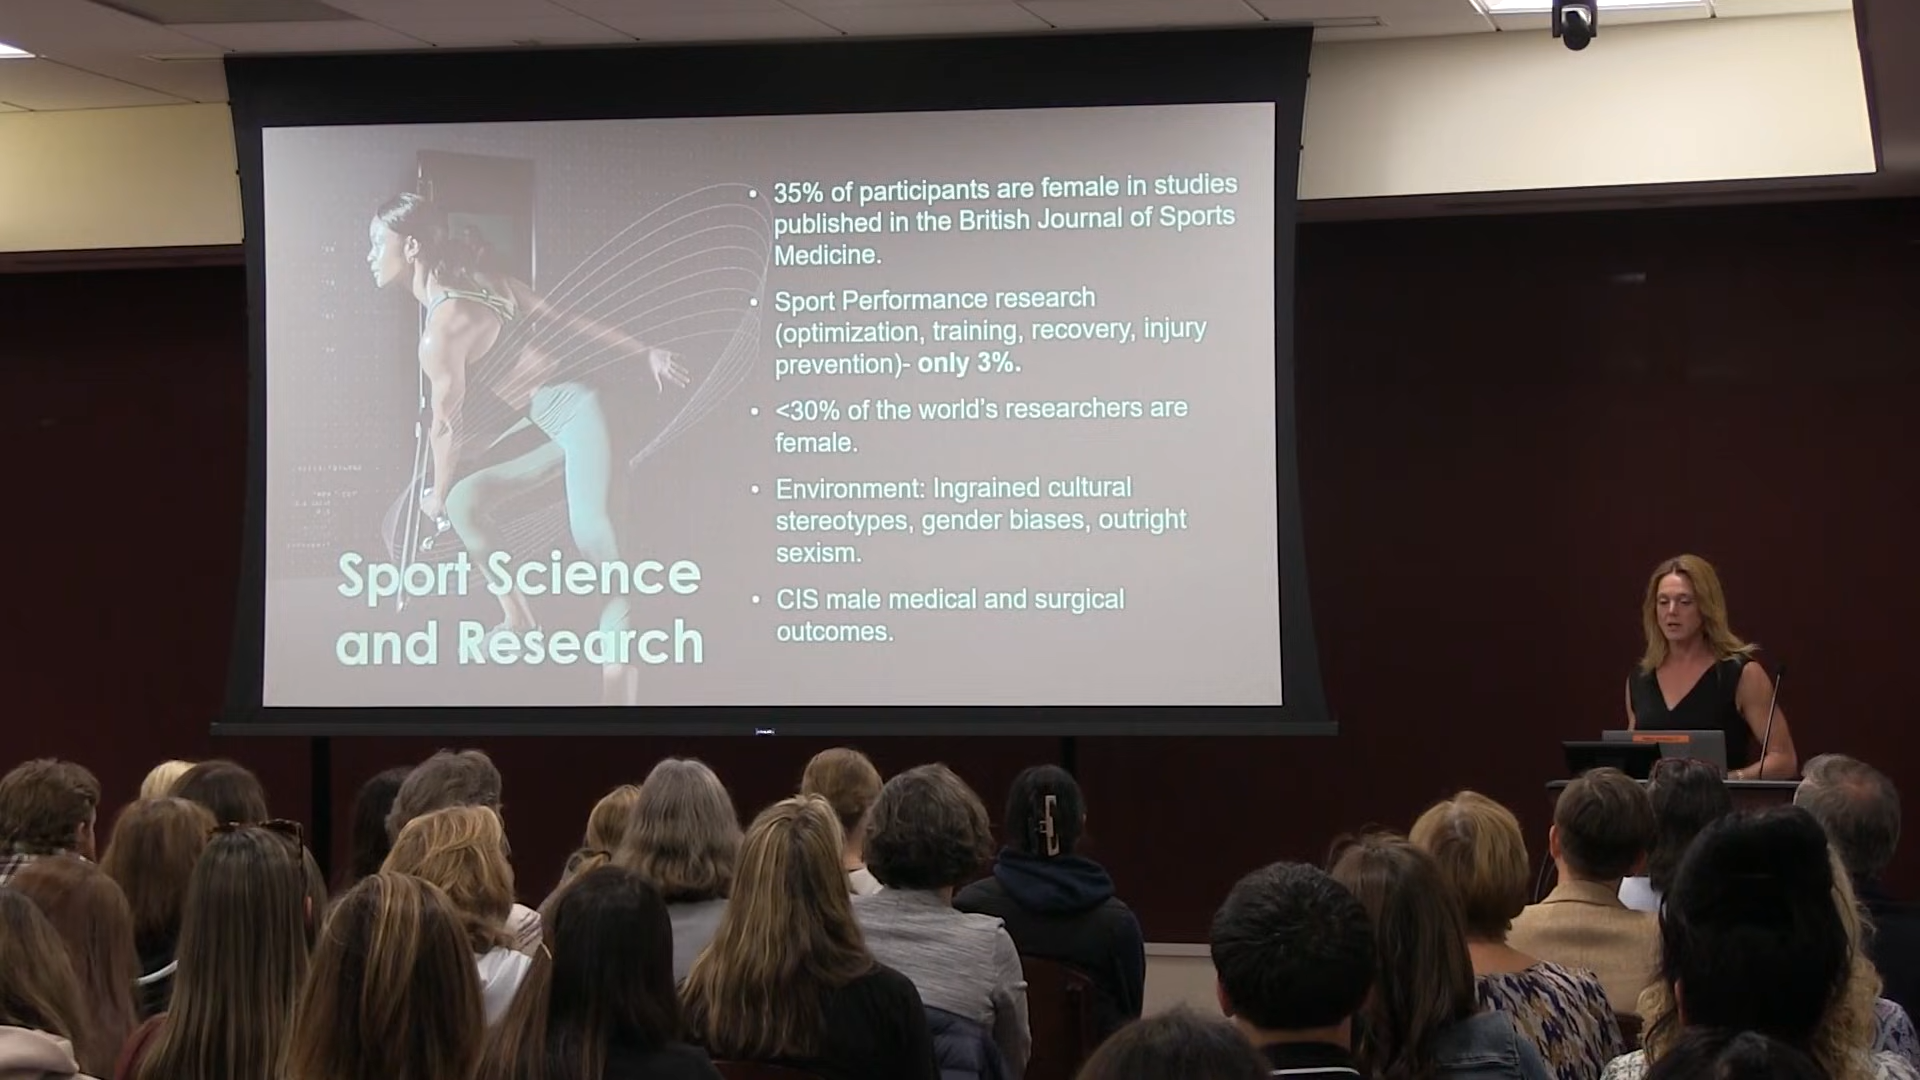 • 35% of participants are female in studies
published in the British Journal of Sports
Medicine.
• Sport Performance research
(optimization, training, recovery, injury
prevention)- only 3%.
• <30% of the world's researchers are
female.
• Environment: Ingrained cultural
stereotypes, gender biases, outright
sexism.
• CIS male medical and surgical
outcomes.
Sport Science
and Research